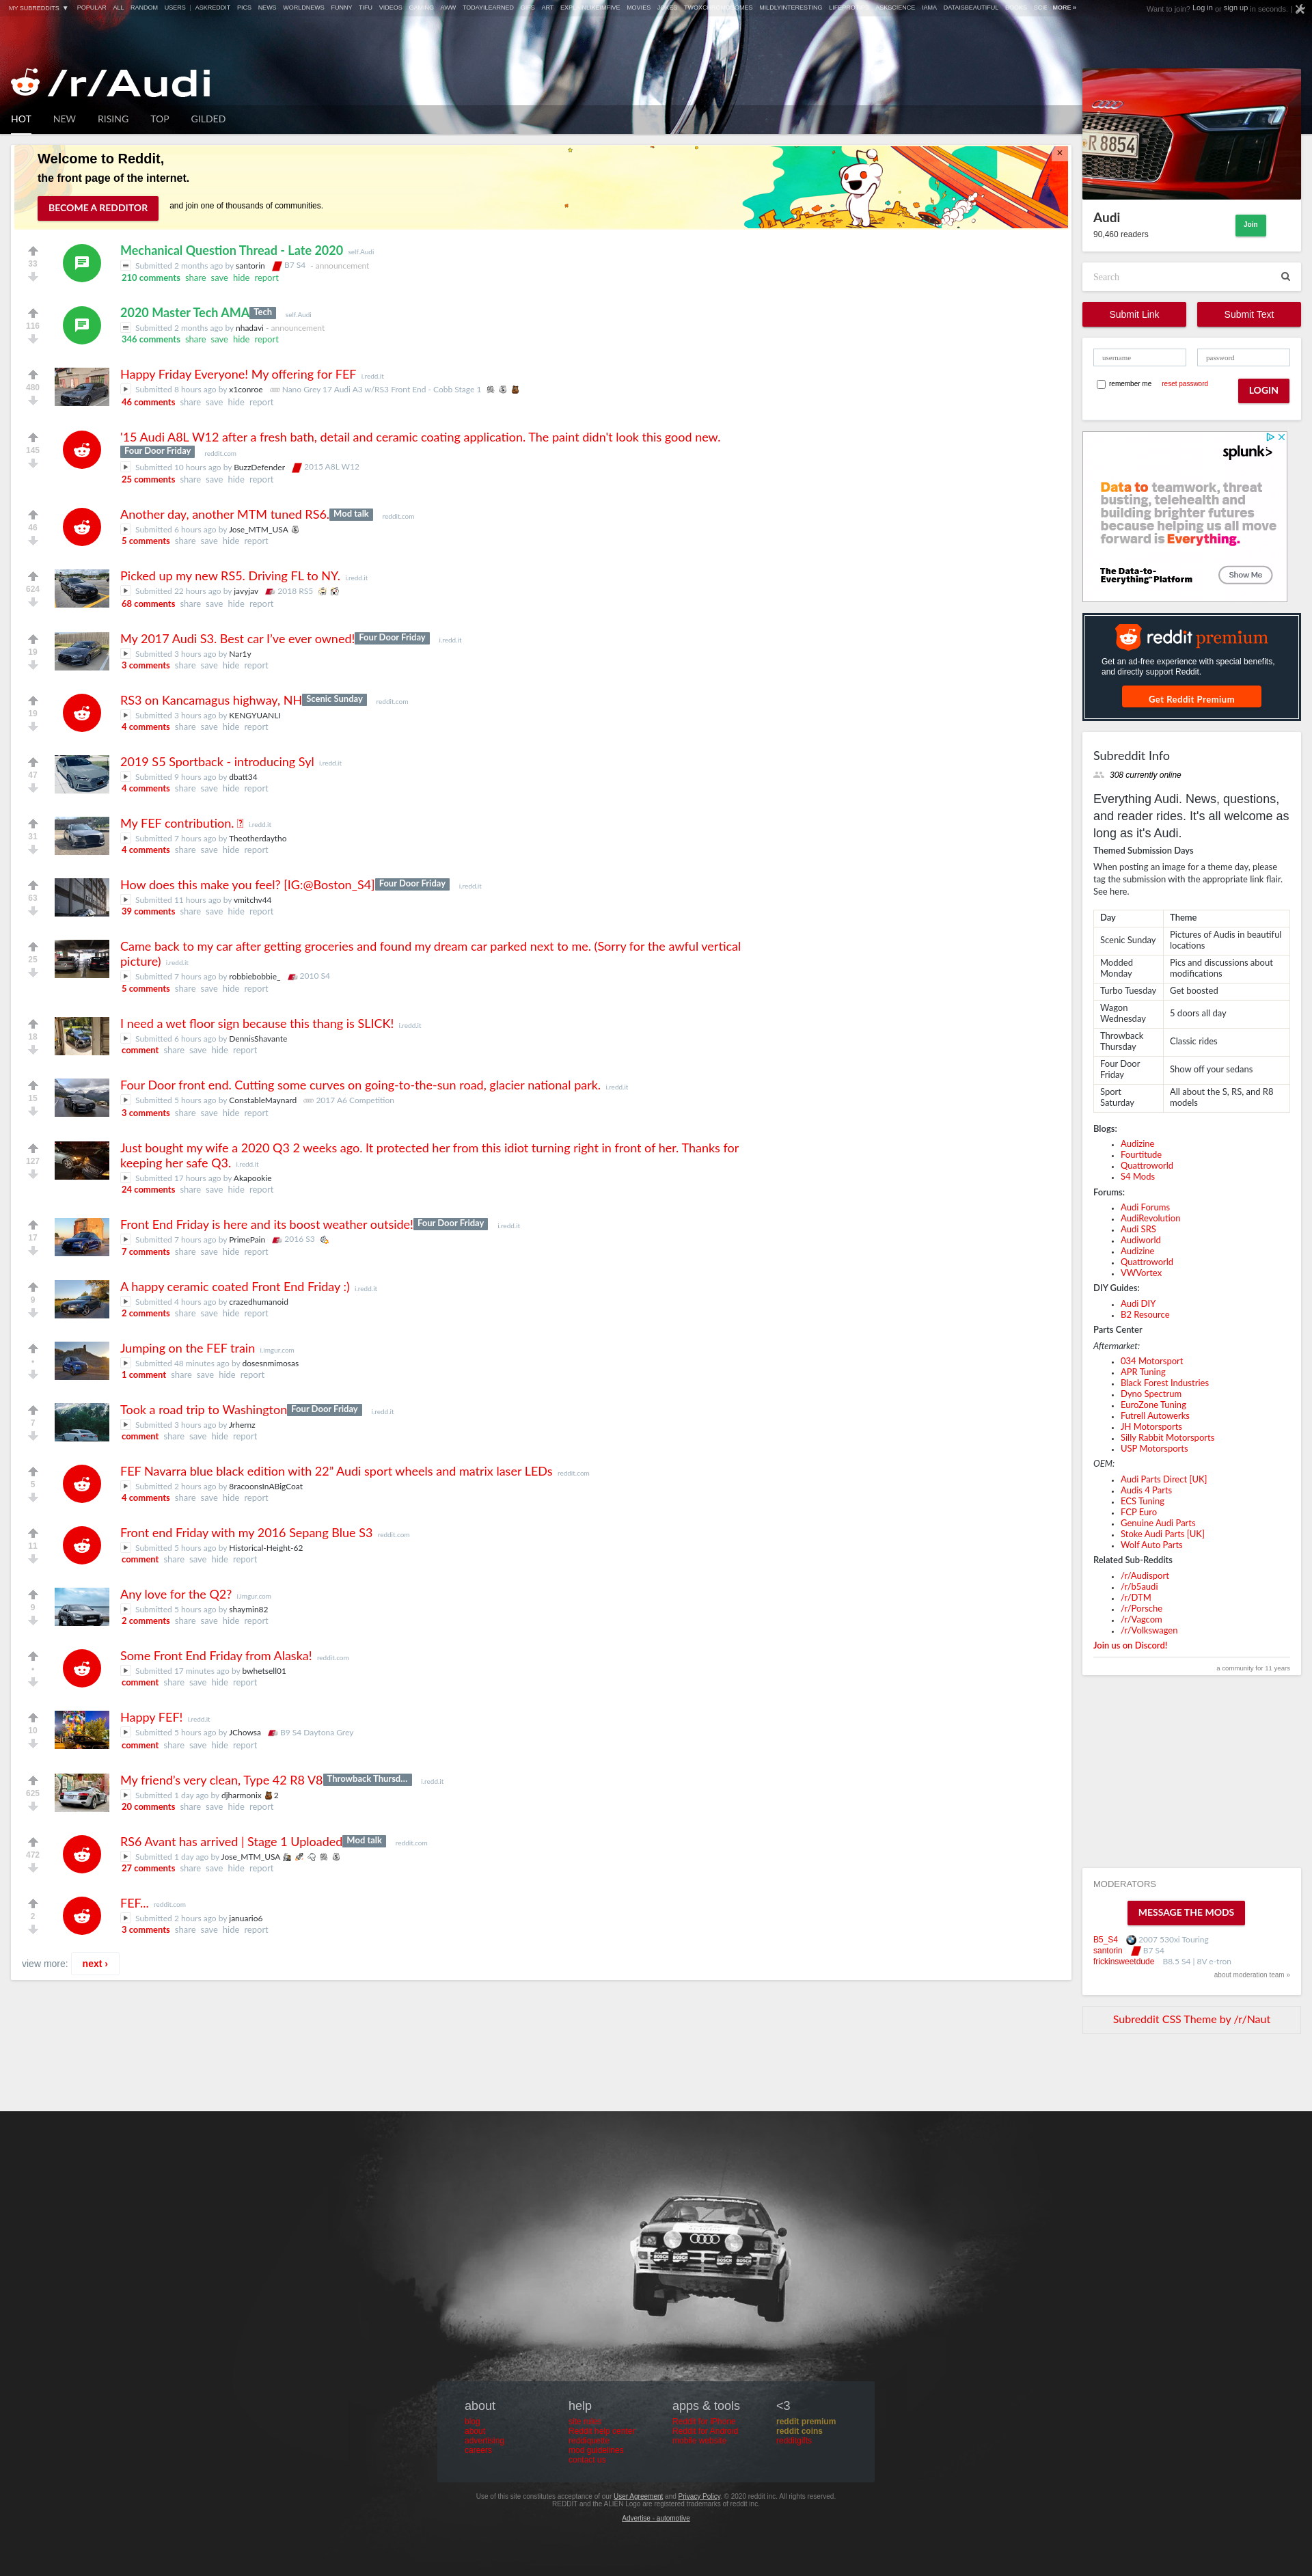 MY SUBREDDITS ▼ POPULAR ALL RANDOM USERS | ASKREDDIT PICS NEWS WORLDNEWS FUNNY TIFU VIDEOS GAMING AWW TODAYILEARNED ART MOVIES MILDLYINTERESTING ASKSCIENCE IAMA DATAISBEAUTIFUL MORE »
Want to join? Log in or sign up in seconds. |
/r/Audi
HOT NEW RISING TOP GILDED
R 8854
Welcome to Reddit,
the front page of the internet.
BECOME A REDDITOR and join one of thousands of communities.
×
33
Mechanical Question Thread - Late 2020 self.Audi
Submitted 2 months ago by santorin B7 S4 - announcement
210 comments share save hide report
116
2020 Master Tech AMA Tech self.Audi
Submitted 2 months ago by nhadavi - announcement
346 comments share save hide report
480
Happy Friday Everyone! My offering for FEF i.redd.it
Submitted 8 hours ago by x1conroe Nano Grey 17 Audi A3 w/RS3 Front End - Cobb Stage 1
46 comments share save hide report
145
'15 Audi A8L W12 after a fresh bath, detail and ceramic coating application. The paint didn't look this good new.
Four Door Friday reddit.com
Submitted 10 hours ago by BuzzDefender 2015 A8L W12
25 comments share save hide report
46
Another day, another MTM tuned RS6. Mod talk reddit.com
Submitted 6 hours ago by Jose_MTM_USA
5 comments share save hide report
624
Picked up my new RS5. Driving FL to NY. i.redd.it
Submitted 22 hours ago by javyjav 2018 RS5
68 comments share save hide report
19
My 2017 Audi S3. Best car I've ever owned! Four Door Friday i.redd.it
Submitted 3 hours ago by Nar1y
3 comments share save hide report
19
RS3 on Kancamagus highway, NH Scenic Sunday reddit.com
Submitted 3 hours ago by KENGYUANLI
4 comments share save hide report
47
2019 S5 Sportback - introducing Syl i.redd.it
Submitted 9 hours ago by dbatt34
4 comments share save hide report
31
My FEF contribution. i.redd.it
Submitted 7 hours ago by Theotherdaytho
4 comments share save hide report
63
How does this make you feel? [IG:@Boston_S4] Four Door Friday i.redd.it
Submitted 11 hours ago by vmitchv44
39 comments share save hide report
25
Came back to my car after getting groceries and found my dream car parked next to me. (Sorry for the awful vertical
picture) i.redd.it
Submitted 7 hours ago by robbiebobbie_ 2010 S4
5 comments share save hide report
18
I need a wet floor sign because this thang is SLICK! i.redd.it
Submitted 6 hours ago by DennisShavante
comment share save hide report
15
Four Door front end. Cutting some curves on going-to-the-sun road, glacier national park. i.redd.it
Submitted 5 hours ago by ConstableMaynard 2017 A6 Competition
3 comments share save hide report
127
Just bought my wife a 2020 Q3 2 weeks ago. It protected her from this idiot turning right in front of her. Thanks for
keeping her safe Q3. i.redd.it
Submitted 17 hours ago by Akapookie
24 comments share save hide report
17
Front End Friday is here and its boost weather outside! Four Door Friday i.redd.it
Submitted 7 hours ago by PrimePain 2016 S3
7 comments share save hide report
9
A happy ceramic coated Front End Friday :) i.redd.it
Submitted 4 hours ago by crazedhumanoid
2 comments share save hide report
•
Jumping on the FEF train i.imgur.com
Submitted 48 minutes ago by dosesnmimosas
1 comment share save hide report
7
Took a road trip to Washington Four Door Friday i.redd.it
Submitted 3 hours ago by Jrhernz
comment share save hide report
5
FEF Navarra blue black edition with 22” Audi sport wheels and matrix laser LEDs reddit.com
Submitted 2 hours ago by 8racoonsInABigCoat
4 comments share save hide report
11
Front end Friday with my 2016 Sepang Blue S3 reddit.com
Submitted 5 hours ago by Historical-Height-62
comment share save hide report
9
Any love for the Q2? i.imgur.com
Submitted 5 hours ago by shaymin82
2 comments share save hide report
•
Some Front End Friday from Alaska! reddit.com
Submitted 17 minutes ago by bwhetsell01
comment share save hide report
10
Happy FEF! i.redd.it
Submitted 5 hours ago by JChowsa B9 S4 Daytona Grey
comment share save hide report
625
My friend's very clean, Type 42 R8 V8 Throwback Thursd... i.redd.it
Submitted 1 day ago by djharmonix 2
20 comments share save hide report
472
RS6 Avant has arrived | Stage 1 Uploaded Mod talk reddit.com
Submitted 1 day ago by Jose_MTM_USA
27 comments share save hide report
2
FEF... reddit.com
Submitted 2 hours ago by januario6
3 comments share save hide report
view more: next ›
Audi
90,460 readers
Join
Search
Submit Link Submit Text
username password
remember me reset password LOGIN
splunk>
Data to teamwork, threat
busting, telehealth and
building brighter futures
because helping us all move
forward is Everything.
The Data-to-
Everything™ Platform
Show Me
reddit premium
Get an ad-free experience with special benefits,
and directly support Reddit.
Get Reddit Premium
Subreddit Info
308 currently online
Everything Audi. News, questions,
and reader rides. It's all welcome as
long as it's Audi.
Themed Submission Days
When posting an image for a theme day, please
tag the submission with the appropriate link flair.
See here.
Day Theme
Scenic Sunday Pictures of Audis in beautiful locations
Modded Monday Pics and discussions about modifications
Turbo Tuesday Get boosted
Wagon Wednesday 5 doors all day
Throwback Thursday Classic rides
Four Door Friday Show off your sedans
Sport Saturday All about the S, RS, and R8 models
Blogs:
Audizine
Fourtitude
Quattroworld
S4 Mods
Forums:
Audi Forums
AudiRevolution
Audi SRS
Audiworld
Audizine
Quattroworld
VWVortex
DIY Guides:
Audi DIY
B2 Resource
Parts Center
Aftermarket:
034 Motorsport
APR Tuning
Black Forest Industries
Dyno Spectrum
EuroZone Tuning
Futrell Autowerks
JH Motorsports
Silly Rabbit Motorsports
USP Motorsports
OEM:
Audi Parts Direct [UK]
Audis 4 Parts
ECS Tuning
FCP Euro
Genuine Audi Parts
Stoke Audi Parts [UK]
Wolf Auto Parts
Related Sub-Reddits
/r/Audisport
/r/b5audi
/r/DTM
/r/Porsche
/r/Vagcom
/r/Volkswagen
Join us on Discord!
a community for 11 years
MODERATORS
MESSAGE THE MODS
B5_S4 2007 530xi Touring
santorin B7 S4
frickinsweetdude B8.5 S4 | 8V e-tron
about moderation team »
Subreddit CSS Theme by /r/Naut
BOSCH BOSCH
about
blog
about
advertising
careers
help
site rules
Reddit help center
reddiquette
mod guidelines
contact us
apps & tools
Reddit for iPhone
Reddit for Android
mobile website
<3
reddit premium
reddit coins
redditgifts
Use of this site constitutes acceptance of our User Agreement and Privacy Policy. © 2020 reddit inc. All rights reserved.
REDDIT and the ALIEN Logo are registered trademarks of reddit inc.
Advertise - automotive